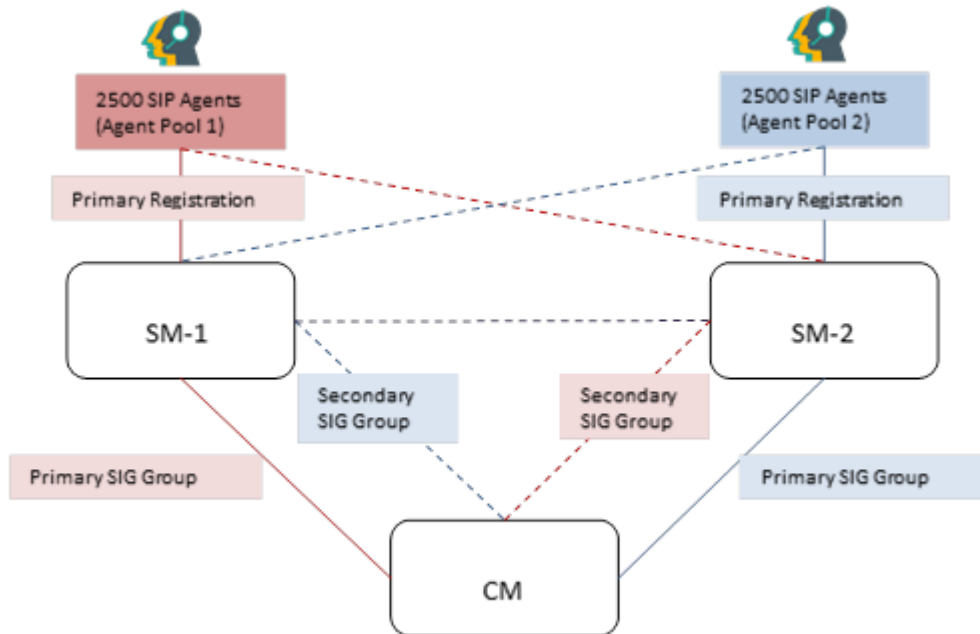 2500 SIP Agents
(Agent Pool 1)
2500 SIP Agents
(Agent Pool 2)
Primary Registration
Primary Registration
SM-1
SM-2
Secondary
SIG Group
Secondary
SIG Group
Primary SIG Group
Primary SIG Group
CM